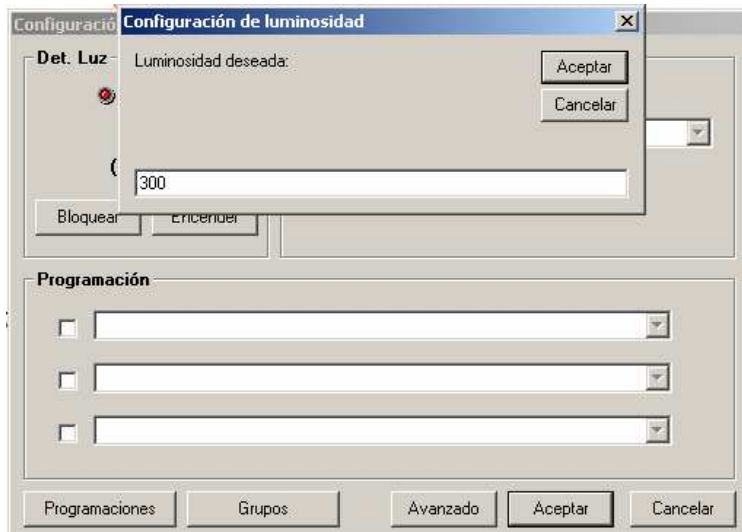 Configuració
Configuración de luminosidad
Det. Luz
Luminosidad deseada:
Aceptar
Cancelar
(
300
Bloquear
Encender
Programación
Programaciones
Grupos
Avanzado
Aceptar
Cancelar